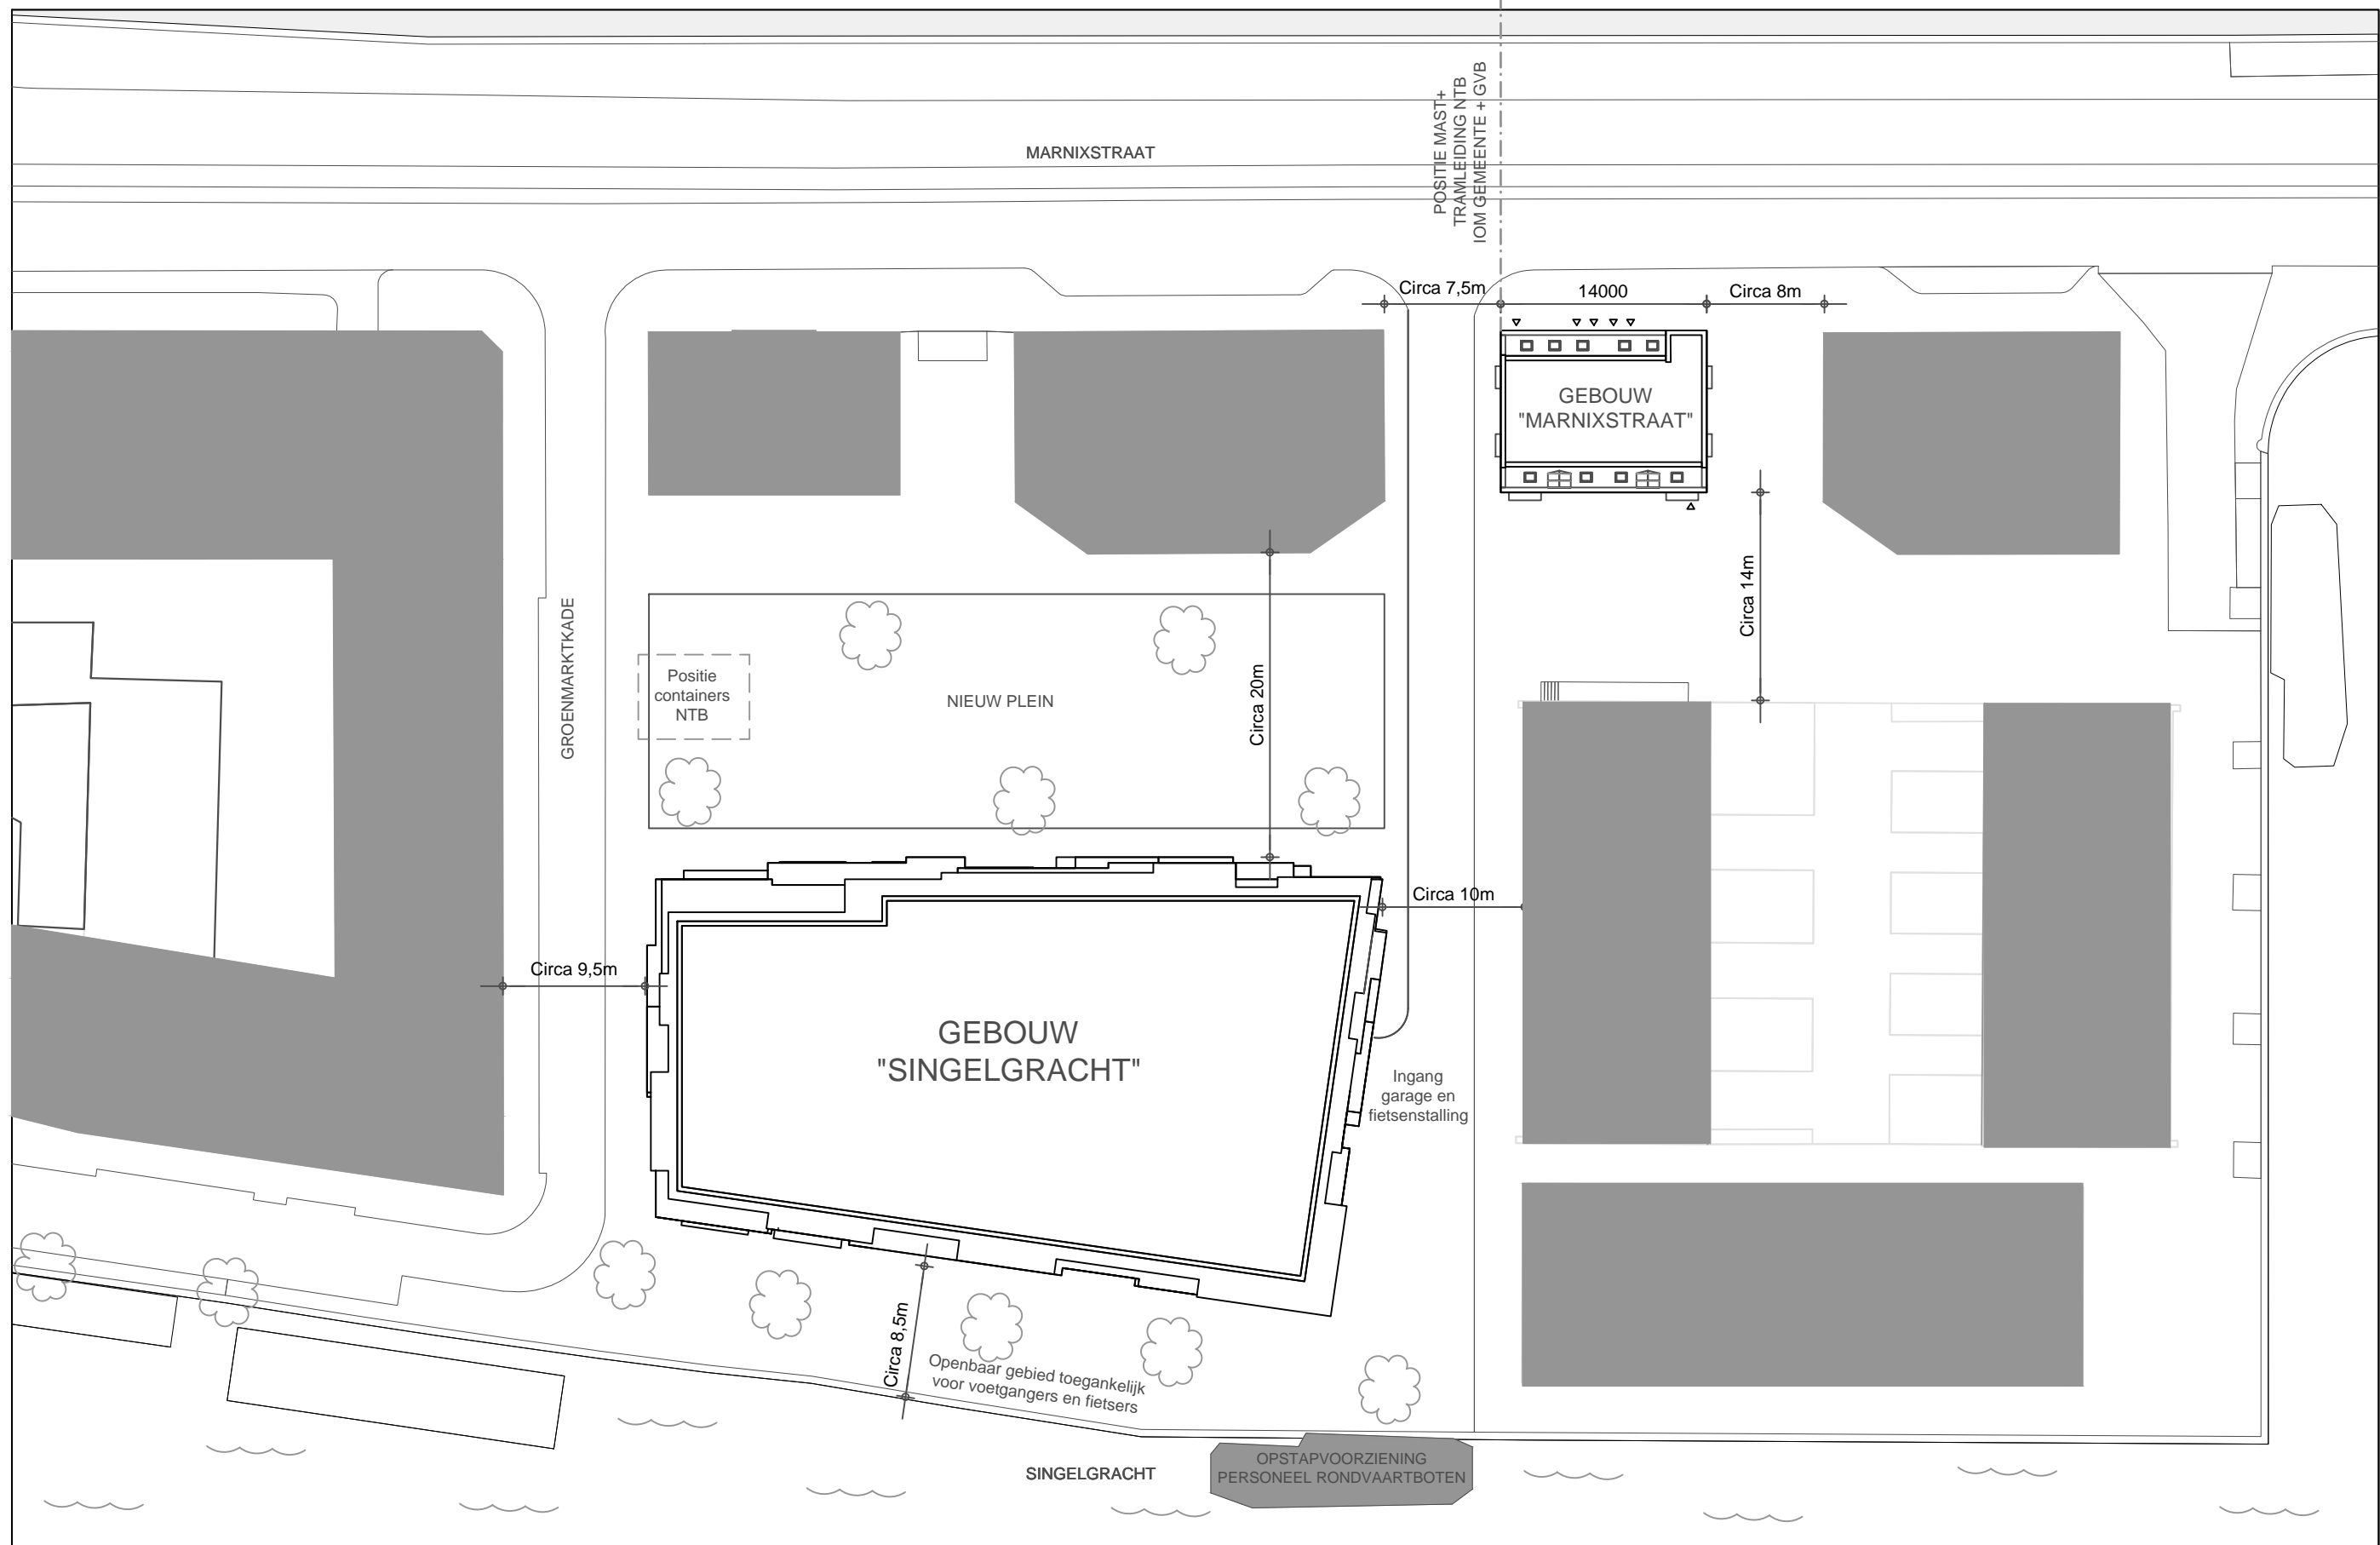 POSITIE MAST+
TRAMLEIDING NTB
IOM GEMEENTE + GVB
MARNIXSTRAAT
Circa 7,5m
14000
Circa 8m
GEBOUW
"MARNIXSTRAAT"
Circa 14m
GROENMARKTKADE
Positie
containers
NTB
NIEUW PLEIN
Circa 20m
Circa 10m
Circa 9,5m
GEBOUW
"SINGELGRACHT"
Ingang
garage en
fietsenstalling
Circa 8,5m
Openbaar gebied toegankelijk
voor voetgangers en fietsers
SINGELGRACHT
OPSTAPVOORZIENING
PERSONEEL RONDVAARTBOTEN